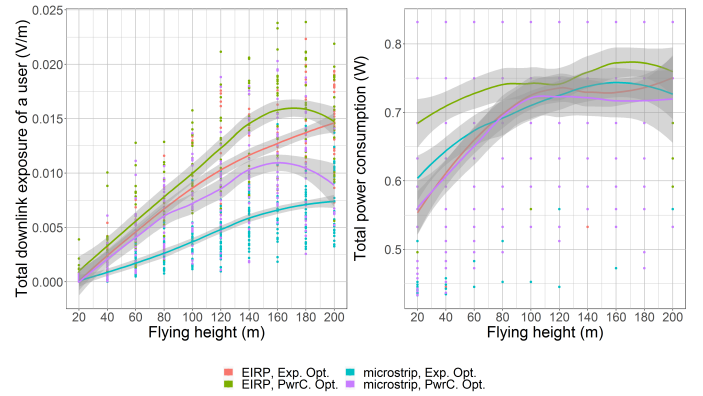 Total downlink exposure of a user (V/m)
0.025
0.020
0.015
0.010
0.005
0.000
20 40 60 80 100 120 140 160 180 200
Flying height (m)
Total power consumption (W)
0.8
0.7
0.6
0.5
20 40 60 80 100 120 140 160 180 200
Flying height (m)
EIRP, Exp. Opt. microstrip, Exp. Opt.
EIRP, PwrC. Opt. microstrip, PwrC. Opt.